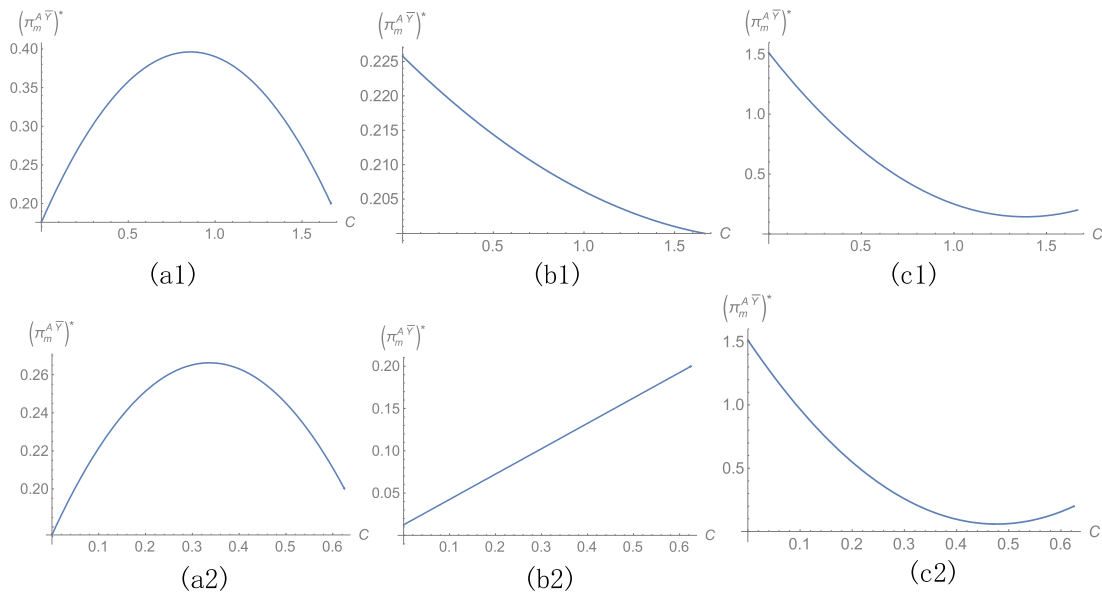 (π_m^{A Ȳ})*
0.40
0.35
0.30
0.25
0.20
0.5 1.0 1.5 C
(a1)
(π_m^{A Ȳ})*
0.225
0.220
0.215
0.210
0.205
0.5 1.0 1.5 C
(b1)
(π_m^{A Ȳ})*
1.5
1.0
0.5
0.5 1.0 1.5 C
(c1)
(π_m^{A Ȳ})*
0.26
0.24
0.22
0.20
0.1 0.2 0.3 0.4 0.5 0.6 C
(a2)
(π_m^{A Ȳ})*
0.20
0.15
0.10
0.05
0.1 0.2 0.3 0.4 0.5 0.6 C
(b2)
(π_m^{A Ȳ})*
1.5
1.0
0.5
0.1 0.2 0.3 0.4 0.5 0.6 C
(c2)